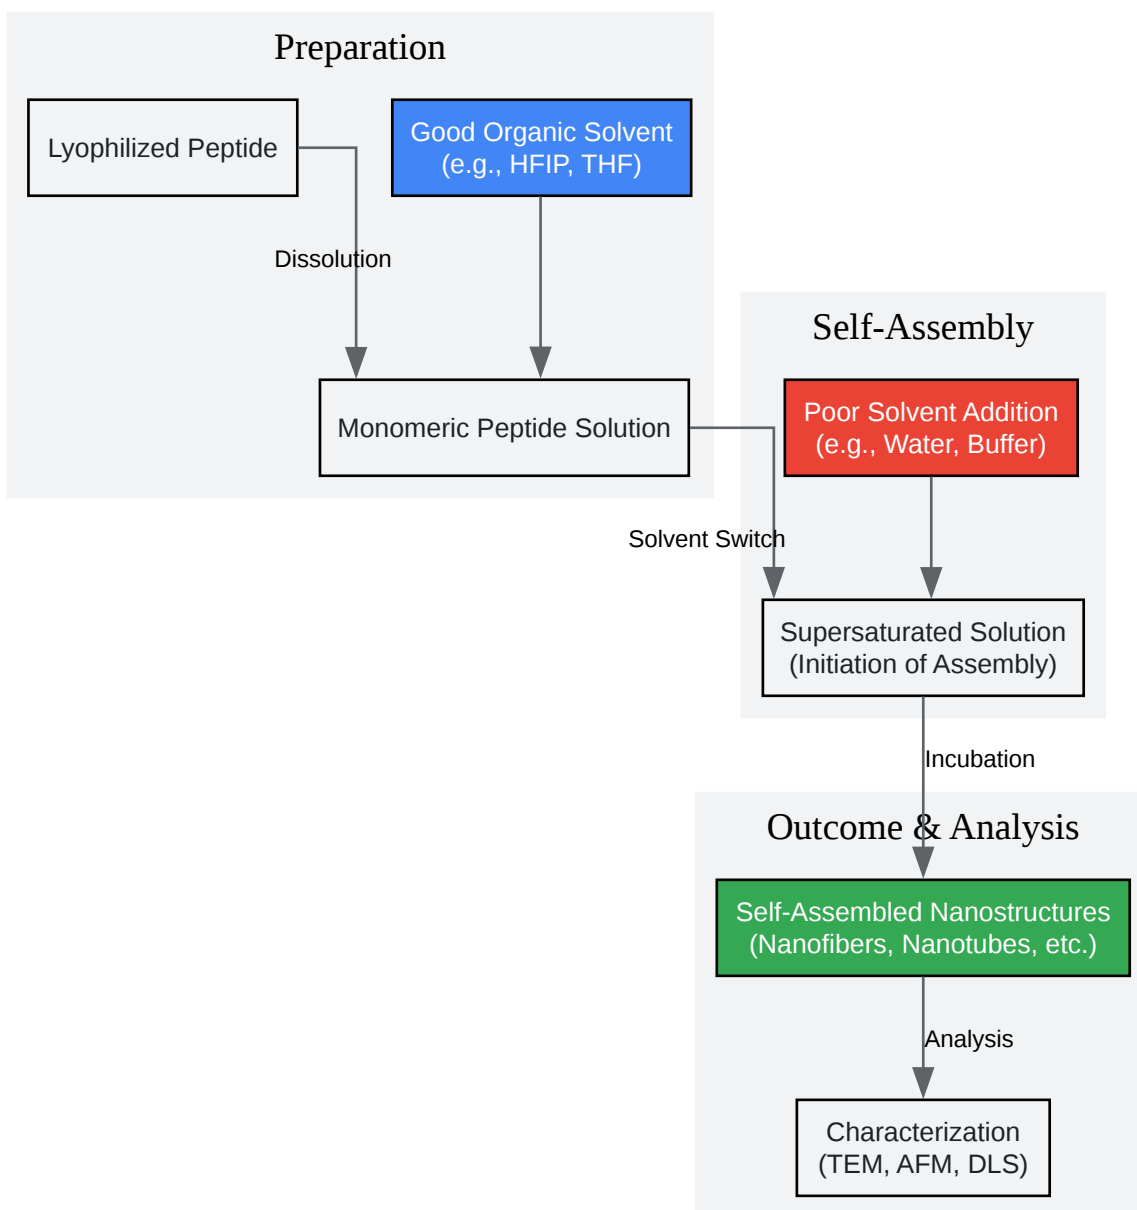 Preparation
Lyophilized Peptide
Good Organic Solvent
(e.g., HFIP, THF)
Dissolution
Monomeric Peptide Solution
Self-Assembly
Poor Solvent Addition
(e.g., Water, Buffer)
Solvent Switch
Supersaturated Solution
(Initiation of Assembly)
Incubation
Outcome & Analysis
Self-Assembled Nanostructures
(Nanofibers, Nanotubes, etc.)
Analysis
Characterization
(TEM, AFM, DLS)